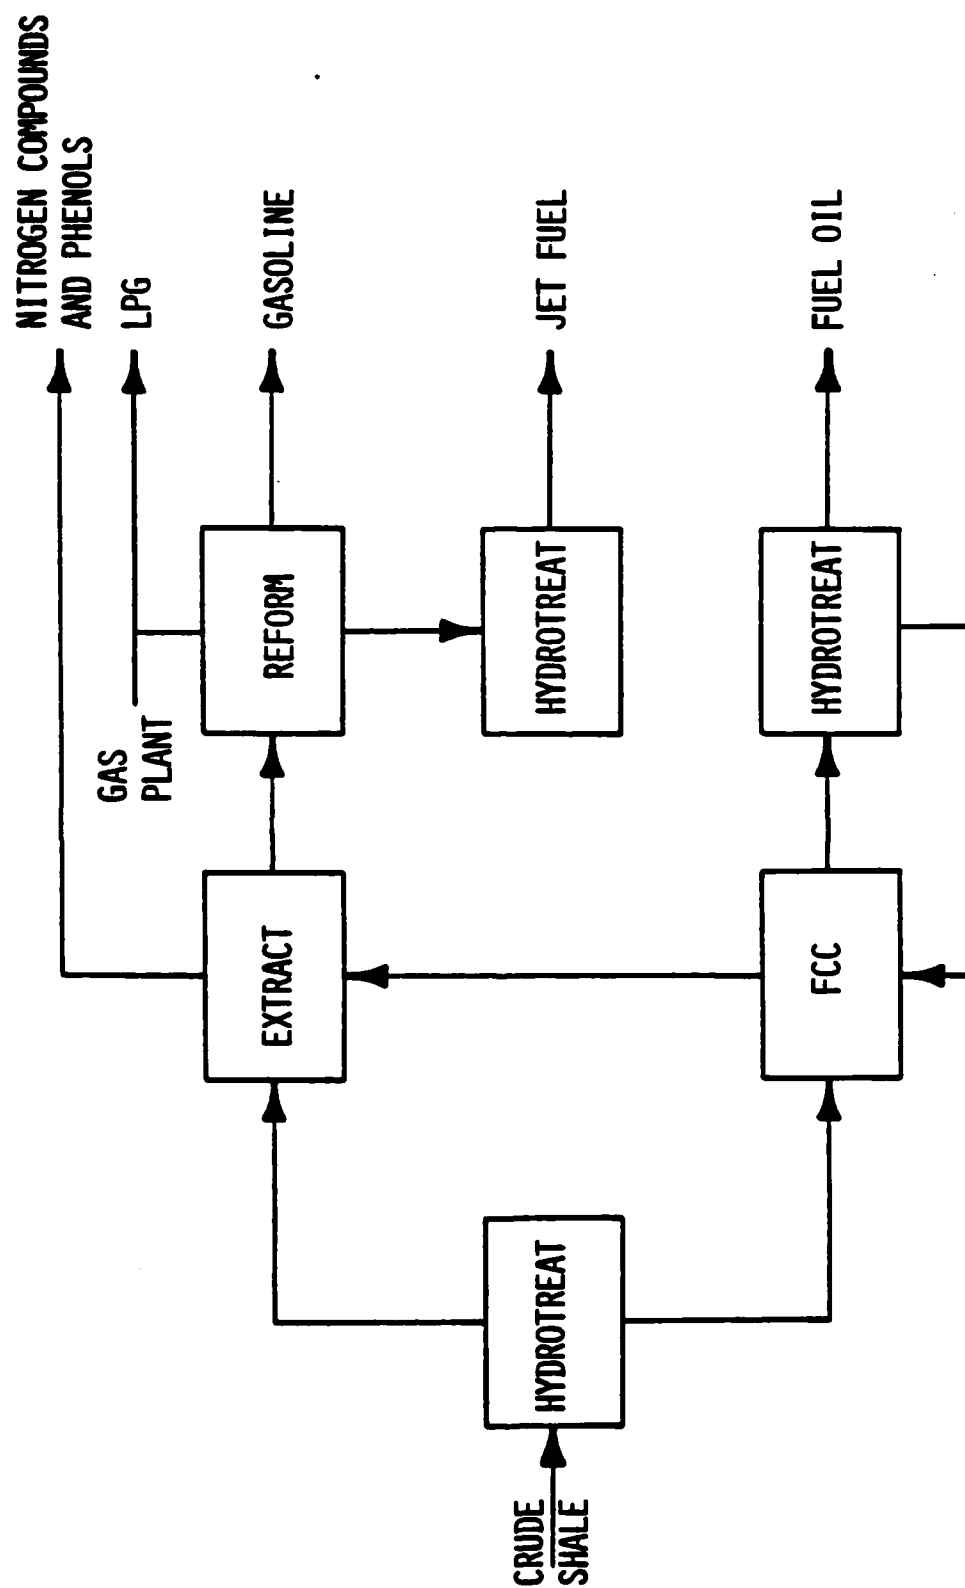 NITROGEN COMPOUNDS
AND PHENOLS
LPG
GAS
PLANT
GASOLINE
REFORM
EXTRACT
JET FUEL
HYDROTREAT
HYDROTREAT
CRUDE
SHALE
FUEL OIL
HYDROTREAT
FCC